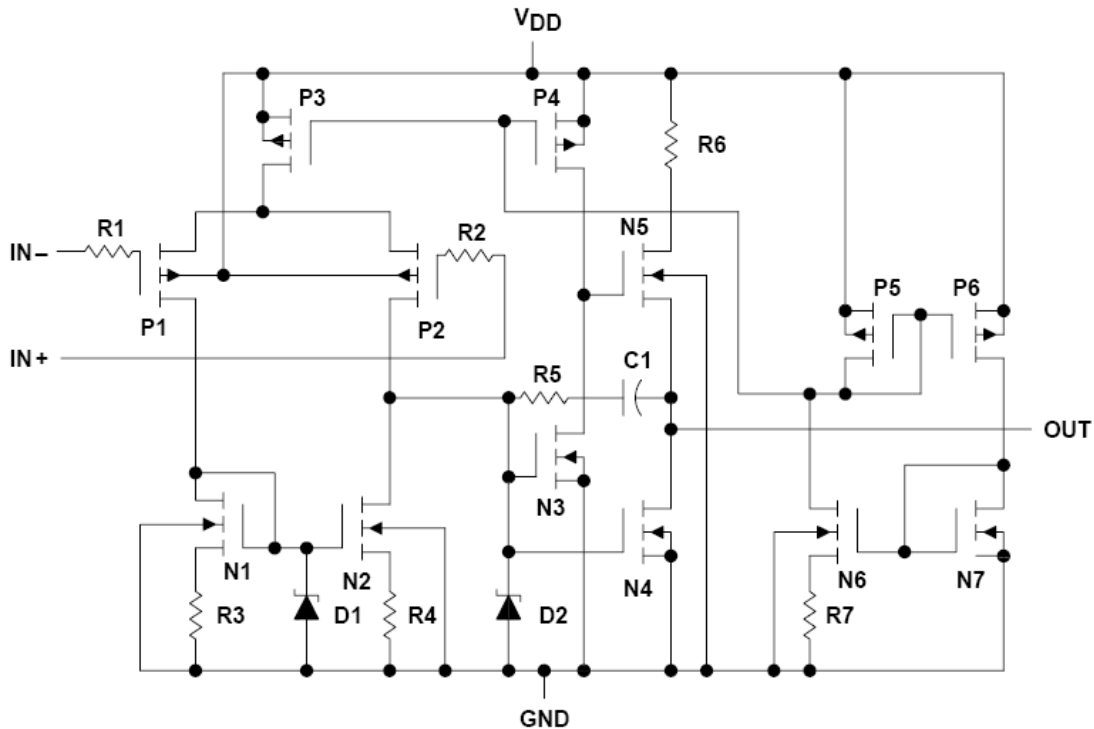 VDD
P3
P4
R6
R1
R2
N5
IN−
P5
P6
P1
P2
IN+
R5
C1
OUT
N3
N1
N2
N4
N6
N7
R3
D1
R4
D2
R7
GND